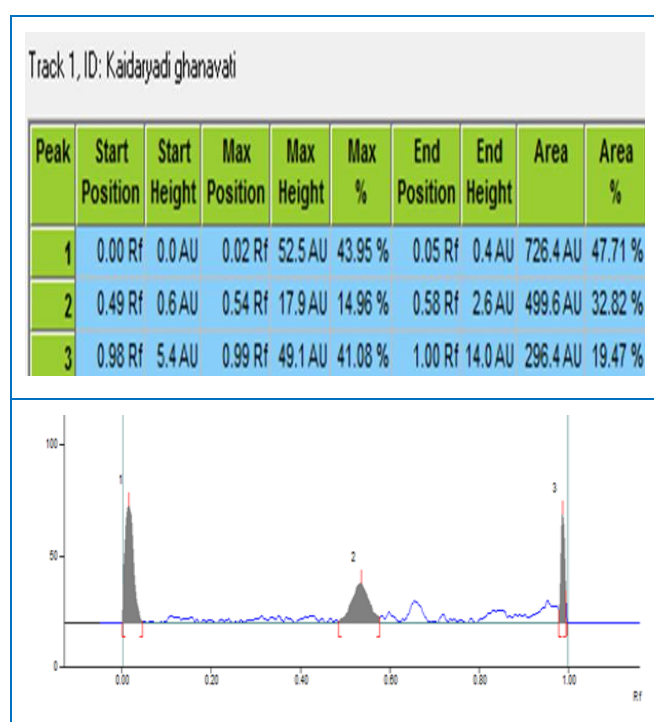 Track 1, ID: Kaidaryadi ghanavati
Peak Start Position Start Height Max Position Max Height Max % End Position End Height Area Area %
1 0.00 Rf 0.0 AU 0.02 Rf 52.5 AU 43.95 % 0.05 Rf 0.4 AU 726.4 AU 47.71 %
2 0.49 Rf 0.6 AU 0.54 Rf 17.9 AU 14.96 % 0.58 Rf 2.6 AU 499.6 AU 32.82 %
3 0.98 Rf 5.4 AU 0.99 Rf 49.1 AU 41.08 % 1.00 Rf 14.0 AU 296.4 AU 19.47 %
100
1
3
50
2
0
0.00 0.20 0.40 0.60 0.80 1.00
Rf